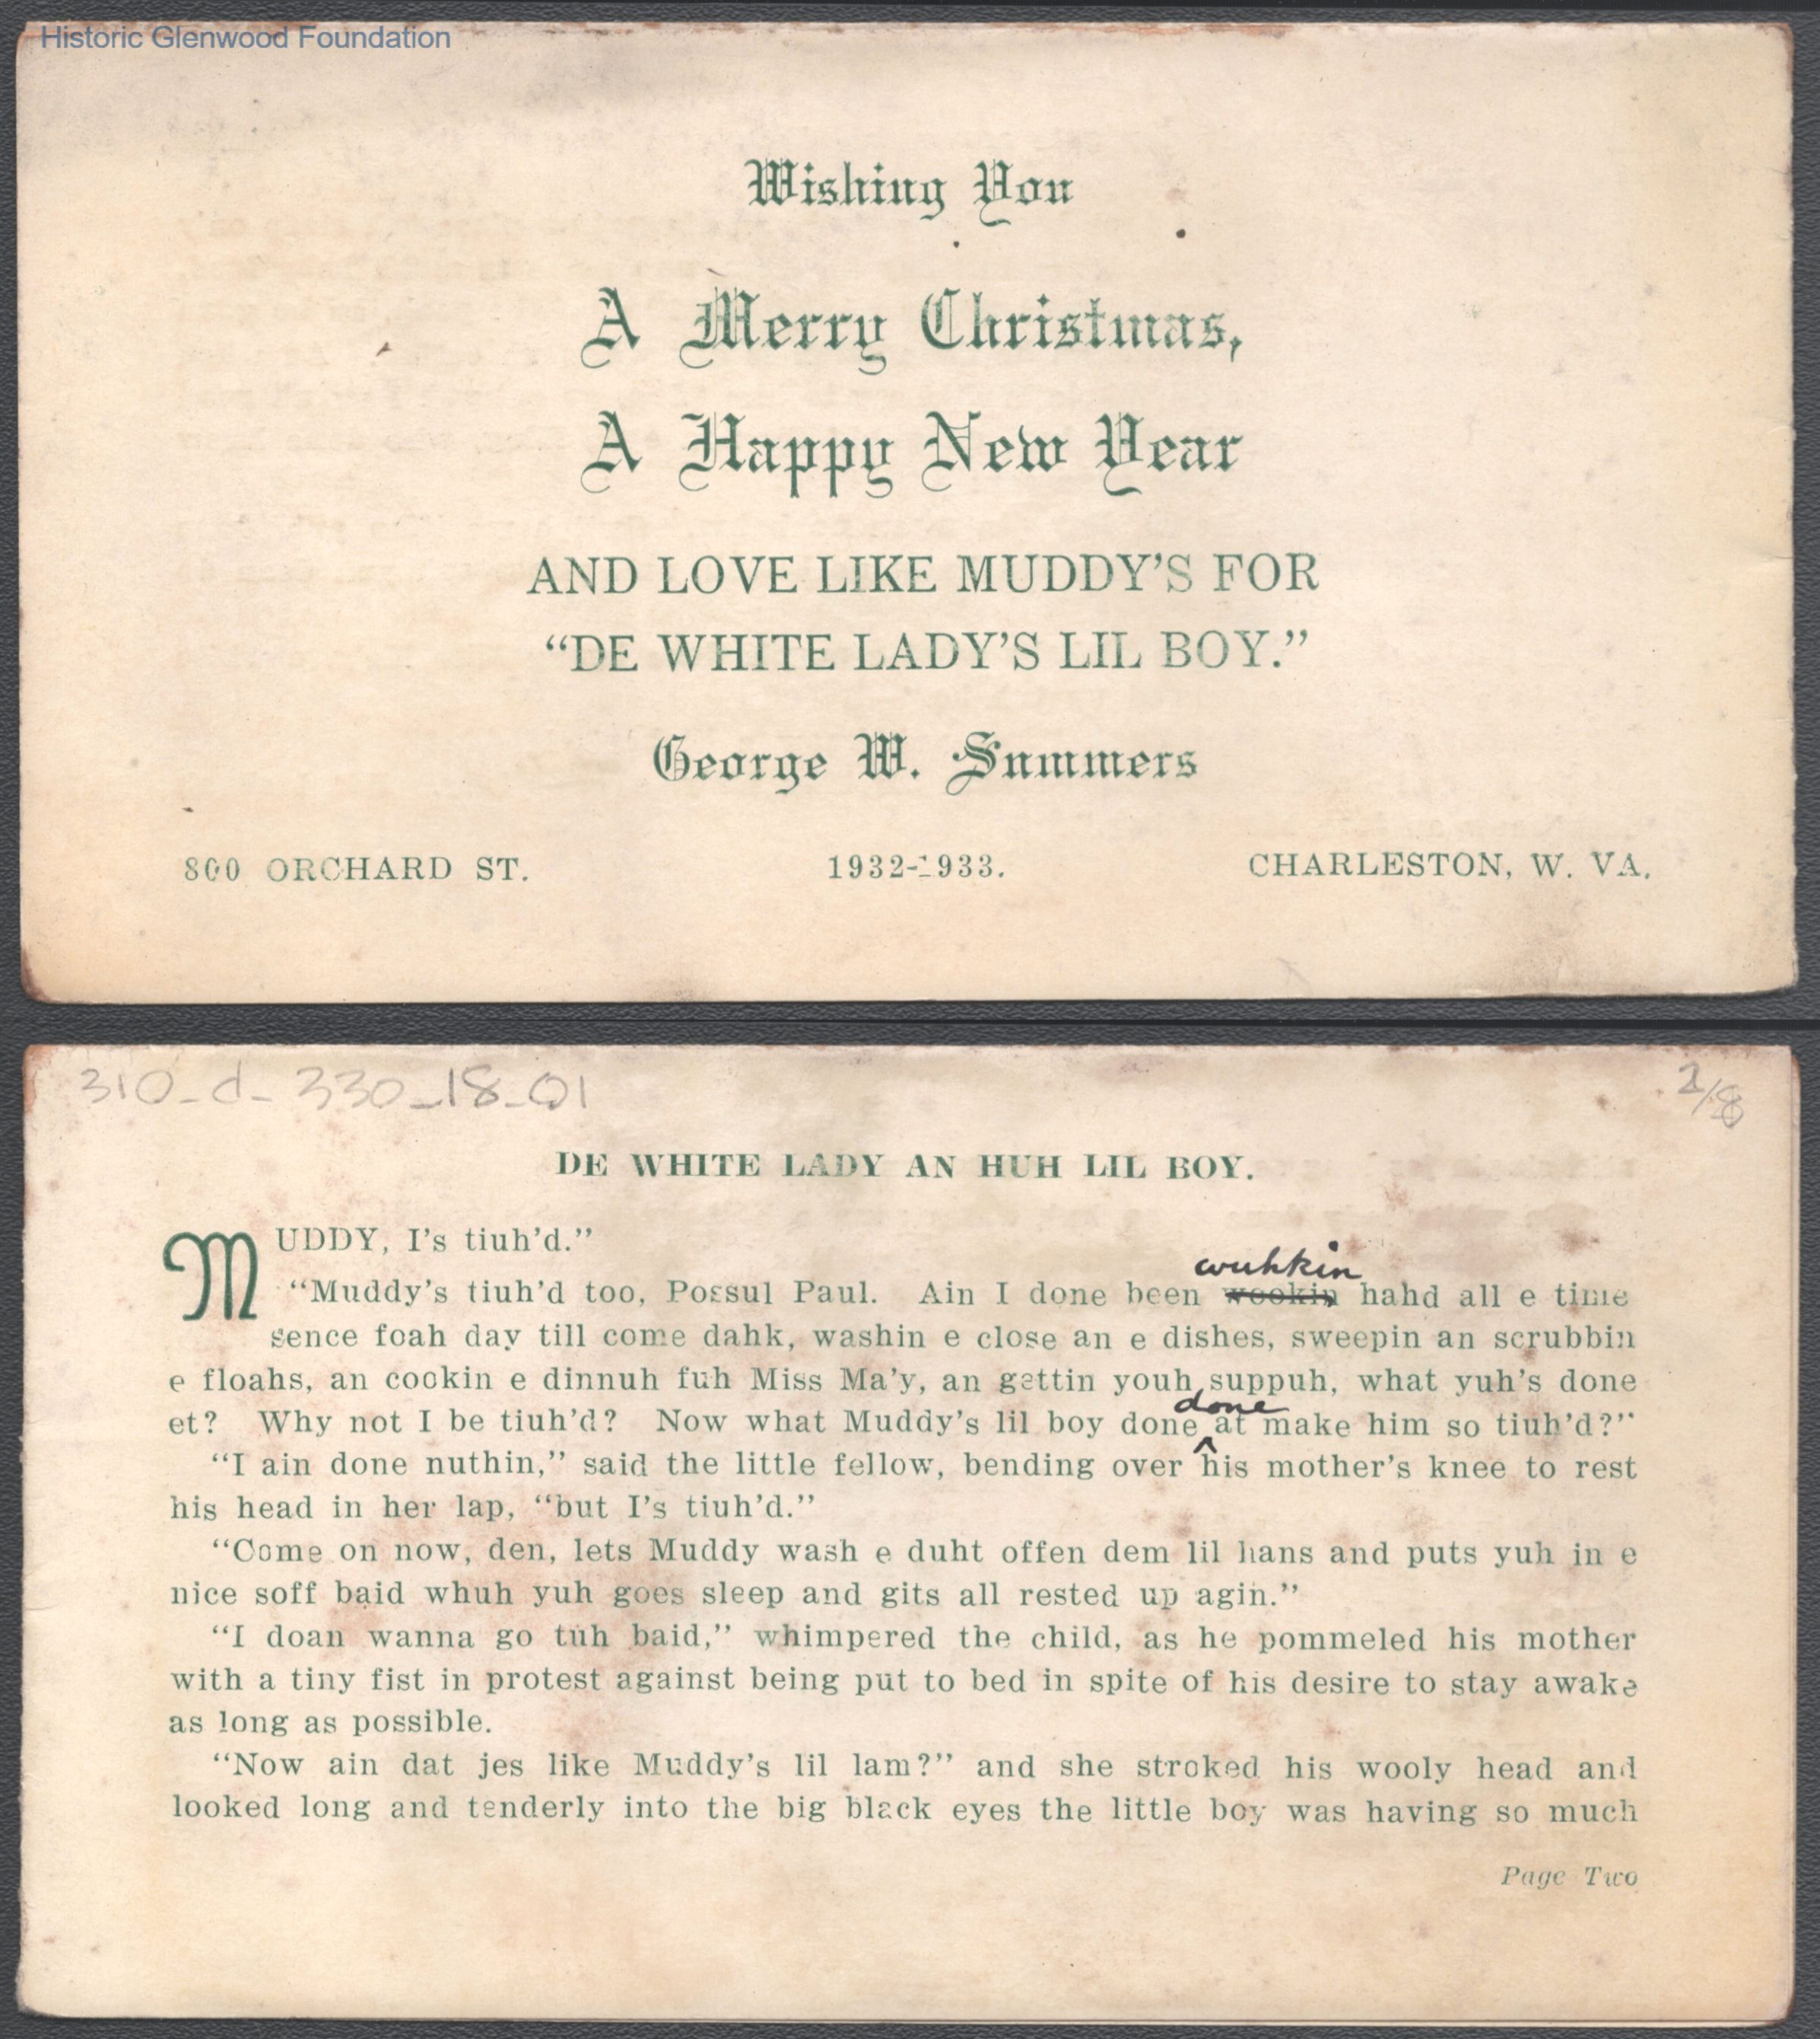 Historic Glenwood Foundation
Wishing You
A Merry Christmas,
A Happy New Year
AND LOVE LIKE MUDDY'S FOR
“DE WHITE LADY'S LIL BOY.”
George W. Summers
800 ORCHARD ST. 1932-1933. CHARLESTON, W. VA.
310-d-330-18-01
2/8
DE WHITE LADY AN HUH LIL BOY.
MUDDY, I's tiuh'd.”
wuhkin
“Muddy's tiuh'd too, Possul Paul. Ain I done been wookin hahd all e time
sence foah day till come dahk, washin e close an e dishes, sweepin an scrubbin
e floahs, an cookin e dinnuh fuh Miss Ma'y, an gettin youh suppuh, what yuh's done
done
et? Why not I be tiuh'd? Now what Muddy's lil boy done at make him so tiuh'd?”
“I ain done nuthin,” said the little fellow, bending over his mother's knee to rest
his head in her lap, “but I's tiuh'd.”
“Come on now, den, lets Muddy wash e duht offen dem lil hans and puts yuh in e
nice soff baid whuh yuh goes sleep and gits all rested up agin.”
“I doan wanna go tuh baid,” whimpered the child, as he pommeled his mother
with a tiny fist in protest against being put to bed in spite of his desire to stay awake
as long as possible.
“Now ain dat jes like Muddy's lil lam?” and she stroked his wooly head and
looked long and tenderly into the big black eyes the little boy was having so much
Page Two